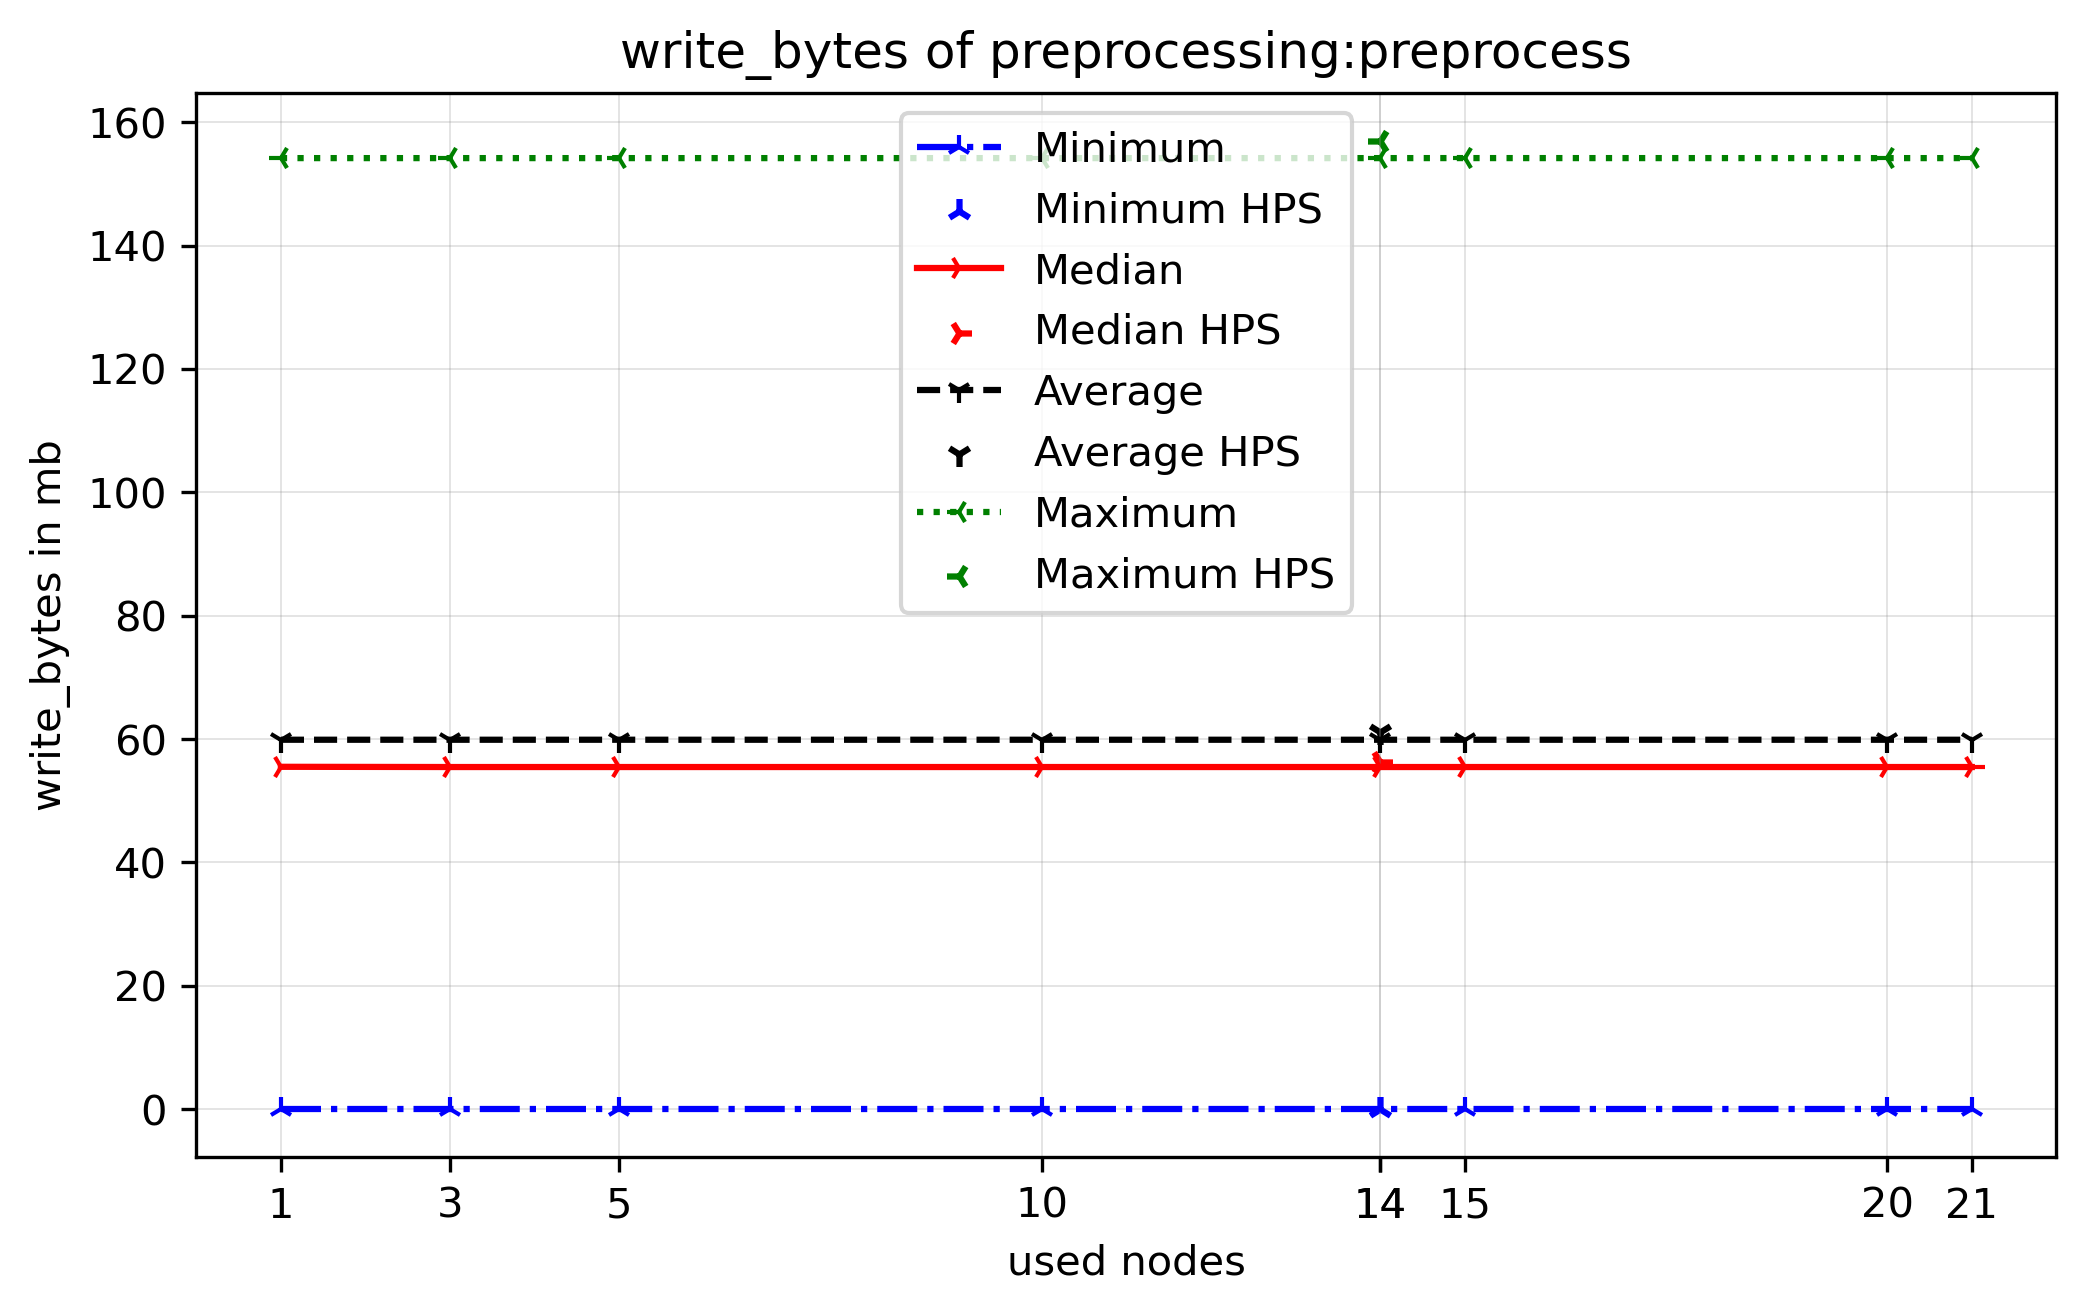 write_bytes of preprocessing:preprocess
write_bytes in mb
160
140
120
100
80
60
40
20
0
Minimum
Minimum HPS
Median
Median HPS
Average
Average HPS
Maximum
Maximum HPS
1 3 5 10 14 15 20 21
used nodes